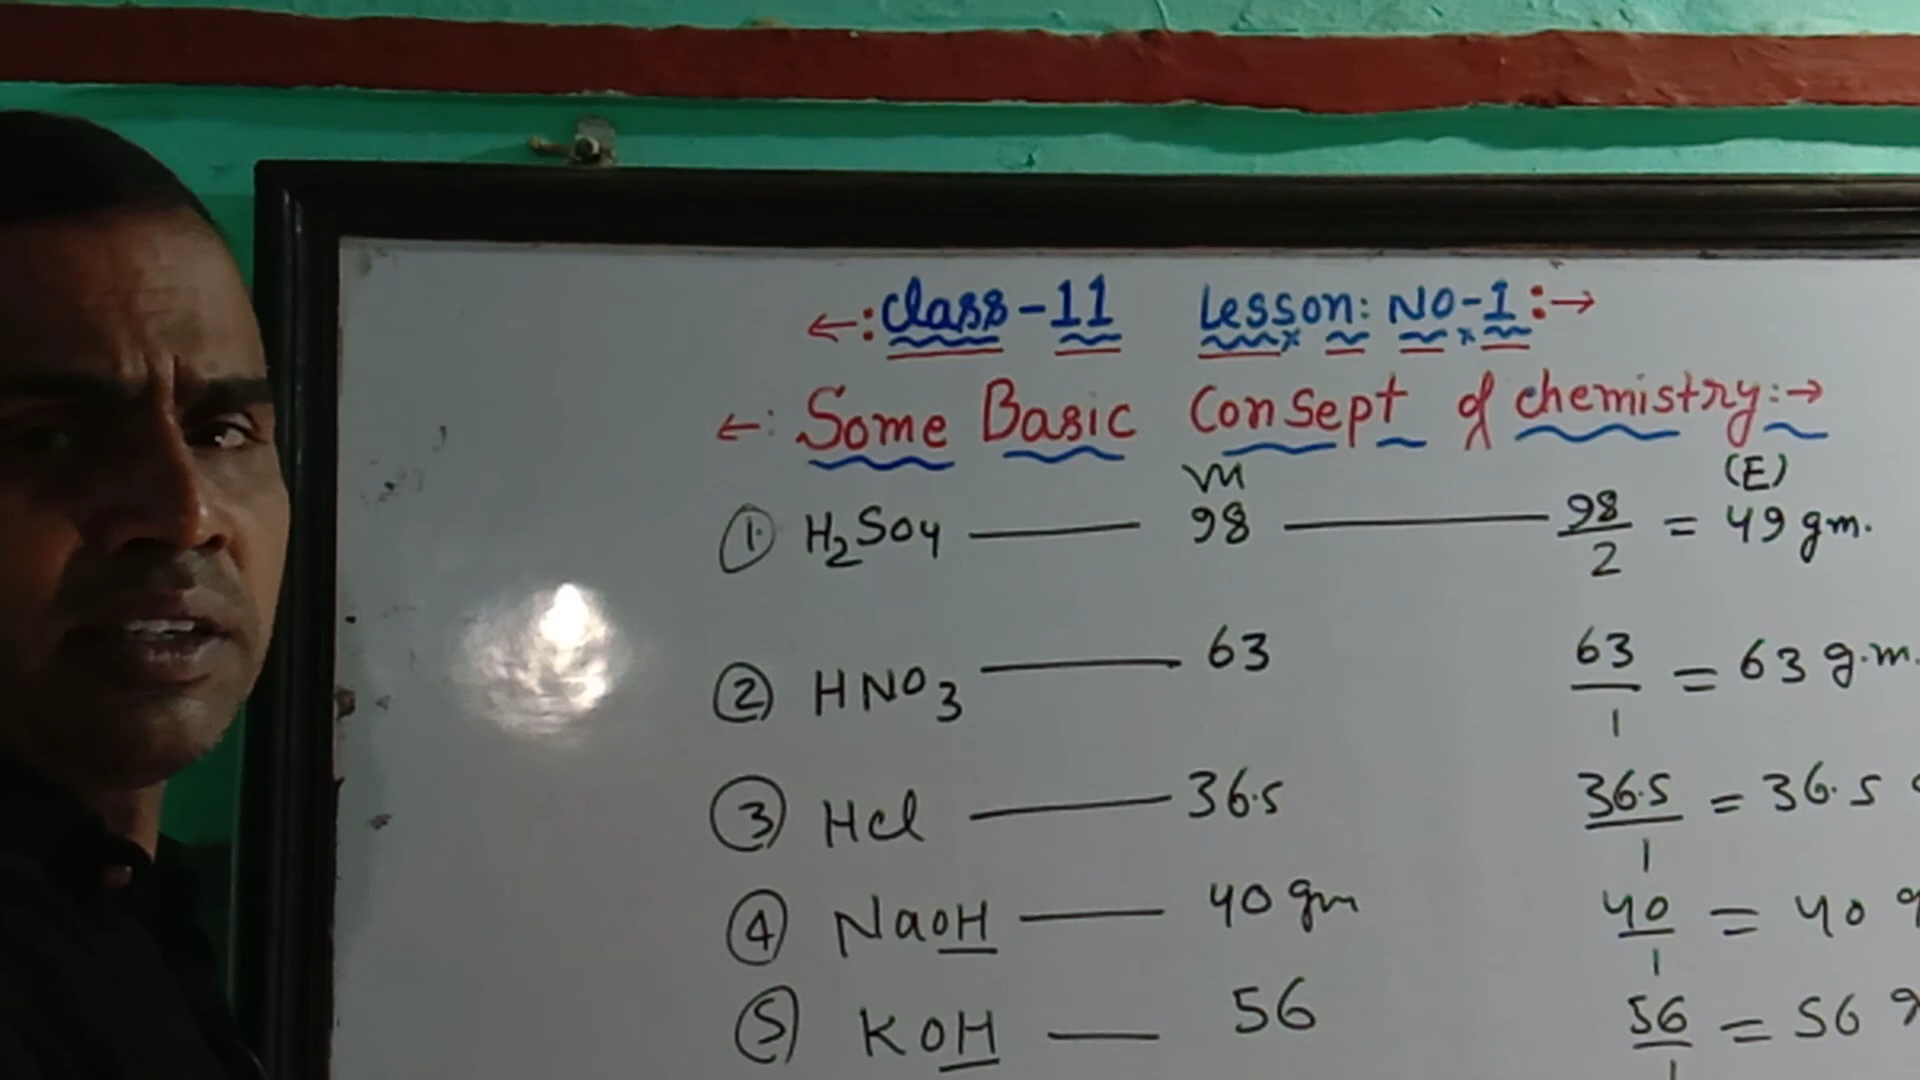 ←:Class-11 Lesson: NO-1:→
←: Some Basic Consept of chemistry:→
M (E)
① H2SO4 — 98 — 98/2 = 49 gm.
② HNO3 — 63 63/1 = 63 g.m.
③ HCl — 36.5 36.5/1 = 36.5 g
④ NaOH — 40 gm 40/1 = 40 g
⑤ KOH — 56 56/1 = 56 g